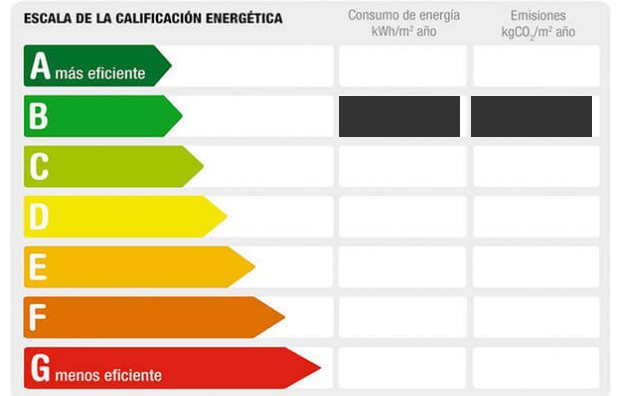 ESCALA DE LA CALIFICACIÓN ENERGÉTICA
Consumo de energía
kWh/m² año
Emisiones
kgCO₂/m² año
A más eficiente
B
C
D
E
F
G menos eficiente